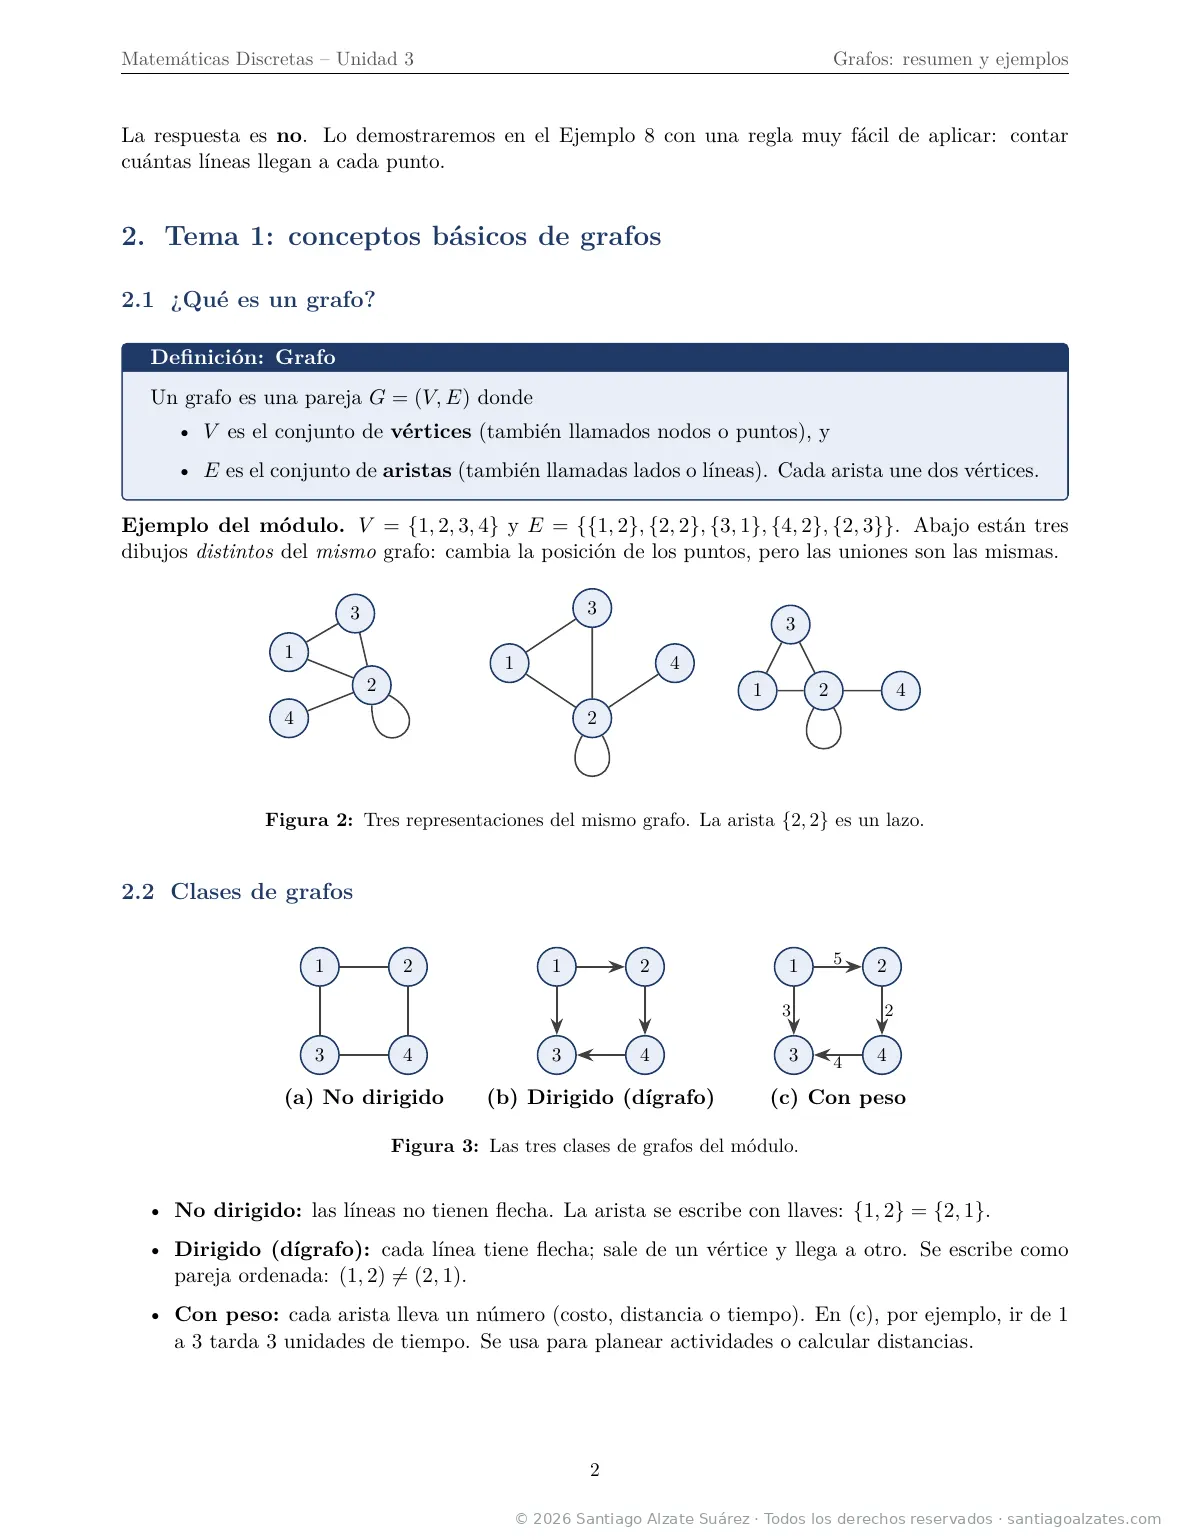 Matemáticas Discretas – Unidad 3
Grafos: resumen y ejemplos
La respuesta es no. Lo demostraremos en el Ejemplo 8 con una regla muy fácil de aplicar: contar
cuántas líneas llegan a cada punto.
2. Tema 1: conceptos básicos de grafos
2.1 ¿Qué es un grafo?
Definición: Grafo
Un grafo es una pareja G = (V, E) donde
• V es el conjunto de vértices (también llamados nodos o puntos), y
• E es el conjunto de aristas (también llamadas lados o líneas). Cada arista une dos vértices.
Ejemplo del módulo. V = {1, 2, 3, 4} y E = {{1, 2}, {2, 2}, {3, 1}, {4, 2}, {2, 3}}. Abajo están tres
dibujos distintos del mismo grafo: cambia la posición de los puntos, pero las uniones son las mismas.
3
1
2
4
3
1
4
2
3
1
2
4
Figura 2: Tres representaciones del mismo grafo. La arista {2, 2} es un lazo.
2.2 Clases de grafos
1
2
3
4
(a) No dirigido
1
2
3
4
(b) Dirigido (dígrafo)
1
5
2
3
2
3
4
4
(c) Con peso
Figura 3: Las tres clases de grafos del módulo.
• No dirigido: las líneas no tienen flecha. La arista se escribe con llaves: {1, 2} = {2, 1}.
• Dirigido (dígrafo): cada línea tiene flecha; sale de un vértice y llega a otro. Se escribe como
pareja ordenada: (1, 2) ≠ (2, 1).
• Con peso: cada arista lleva un número (costo, distancia o tiempo). En (c), por ejemplo, ir de 1
a 3 tarda 3 unidades de tiempo. Se usa para planear actividades o calcular distancias.
2
© 2026 Santiago Alzate Suárez · Todos los derechos reservados · santiagoalzates.com